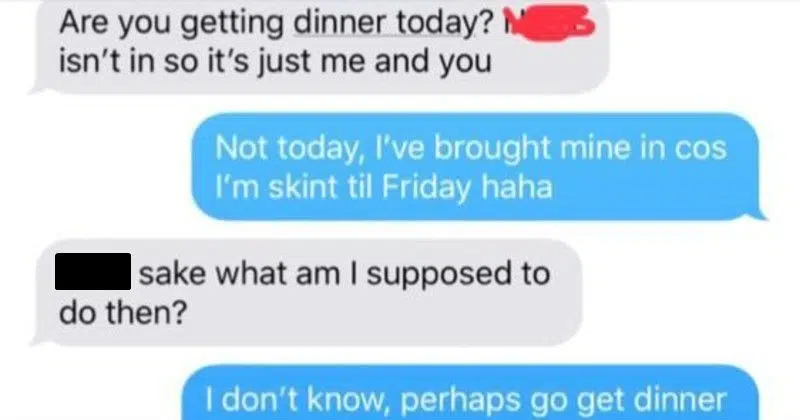 Are you getting dinner today?
isn't in so it's just me and you
Not today, I've brought mine in cos
I'm skint til Friday haha
sake what am I supposed to
do then?
I don't know, perhaps go get dinner